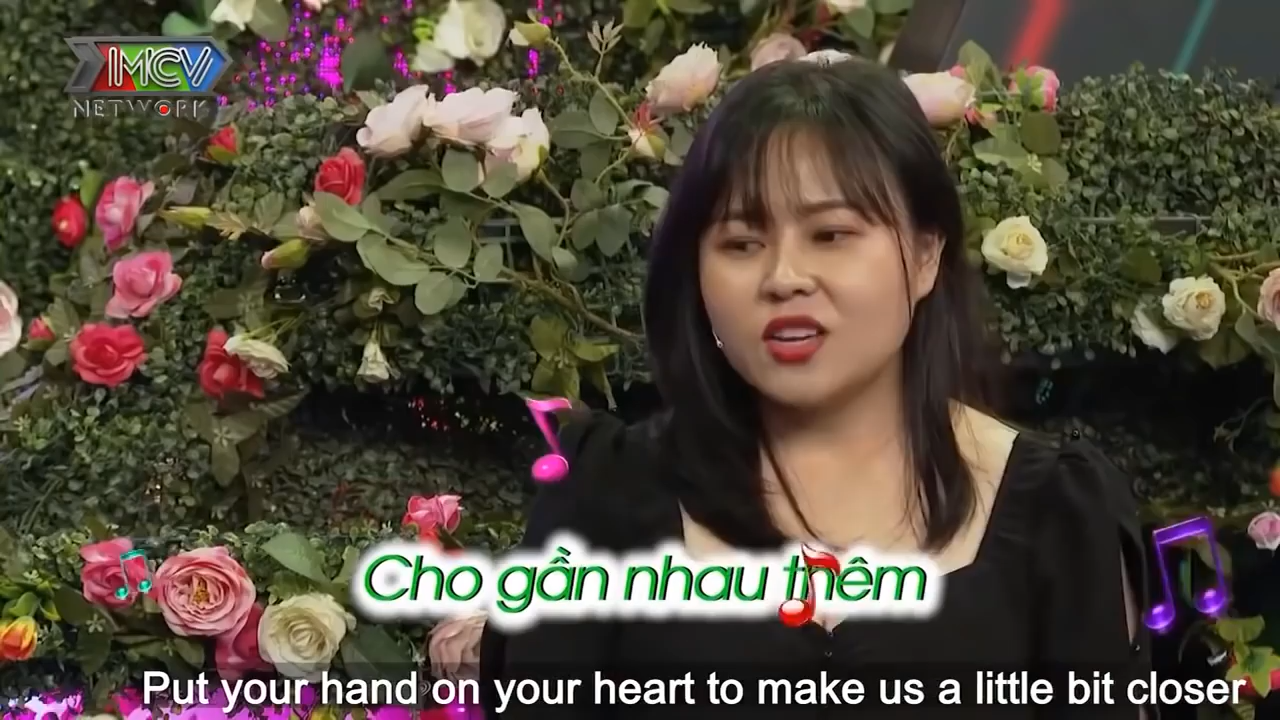 MCV
NETWORK
Cho gần nhau thêm
Put your hand on your heart to make us a little bit closer